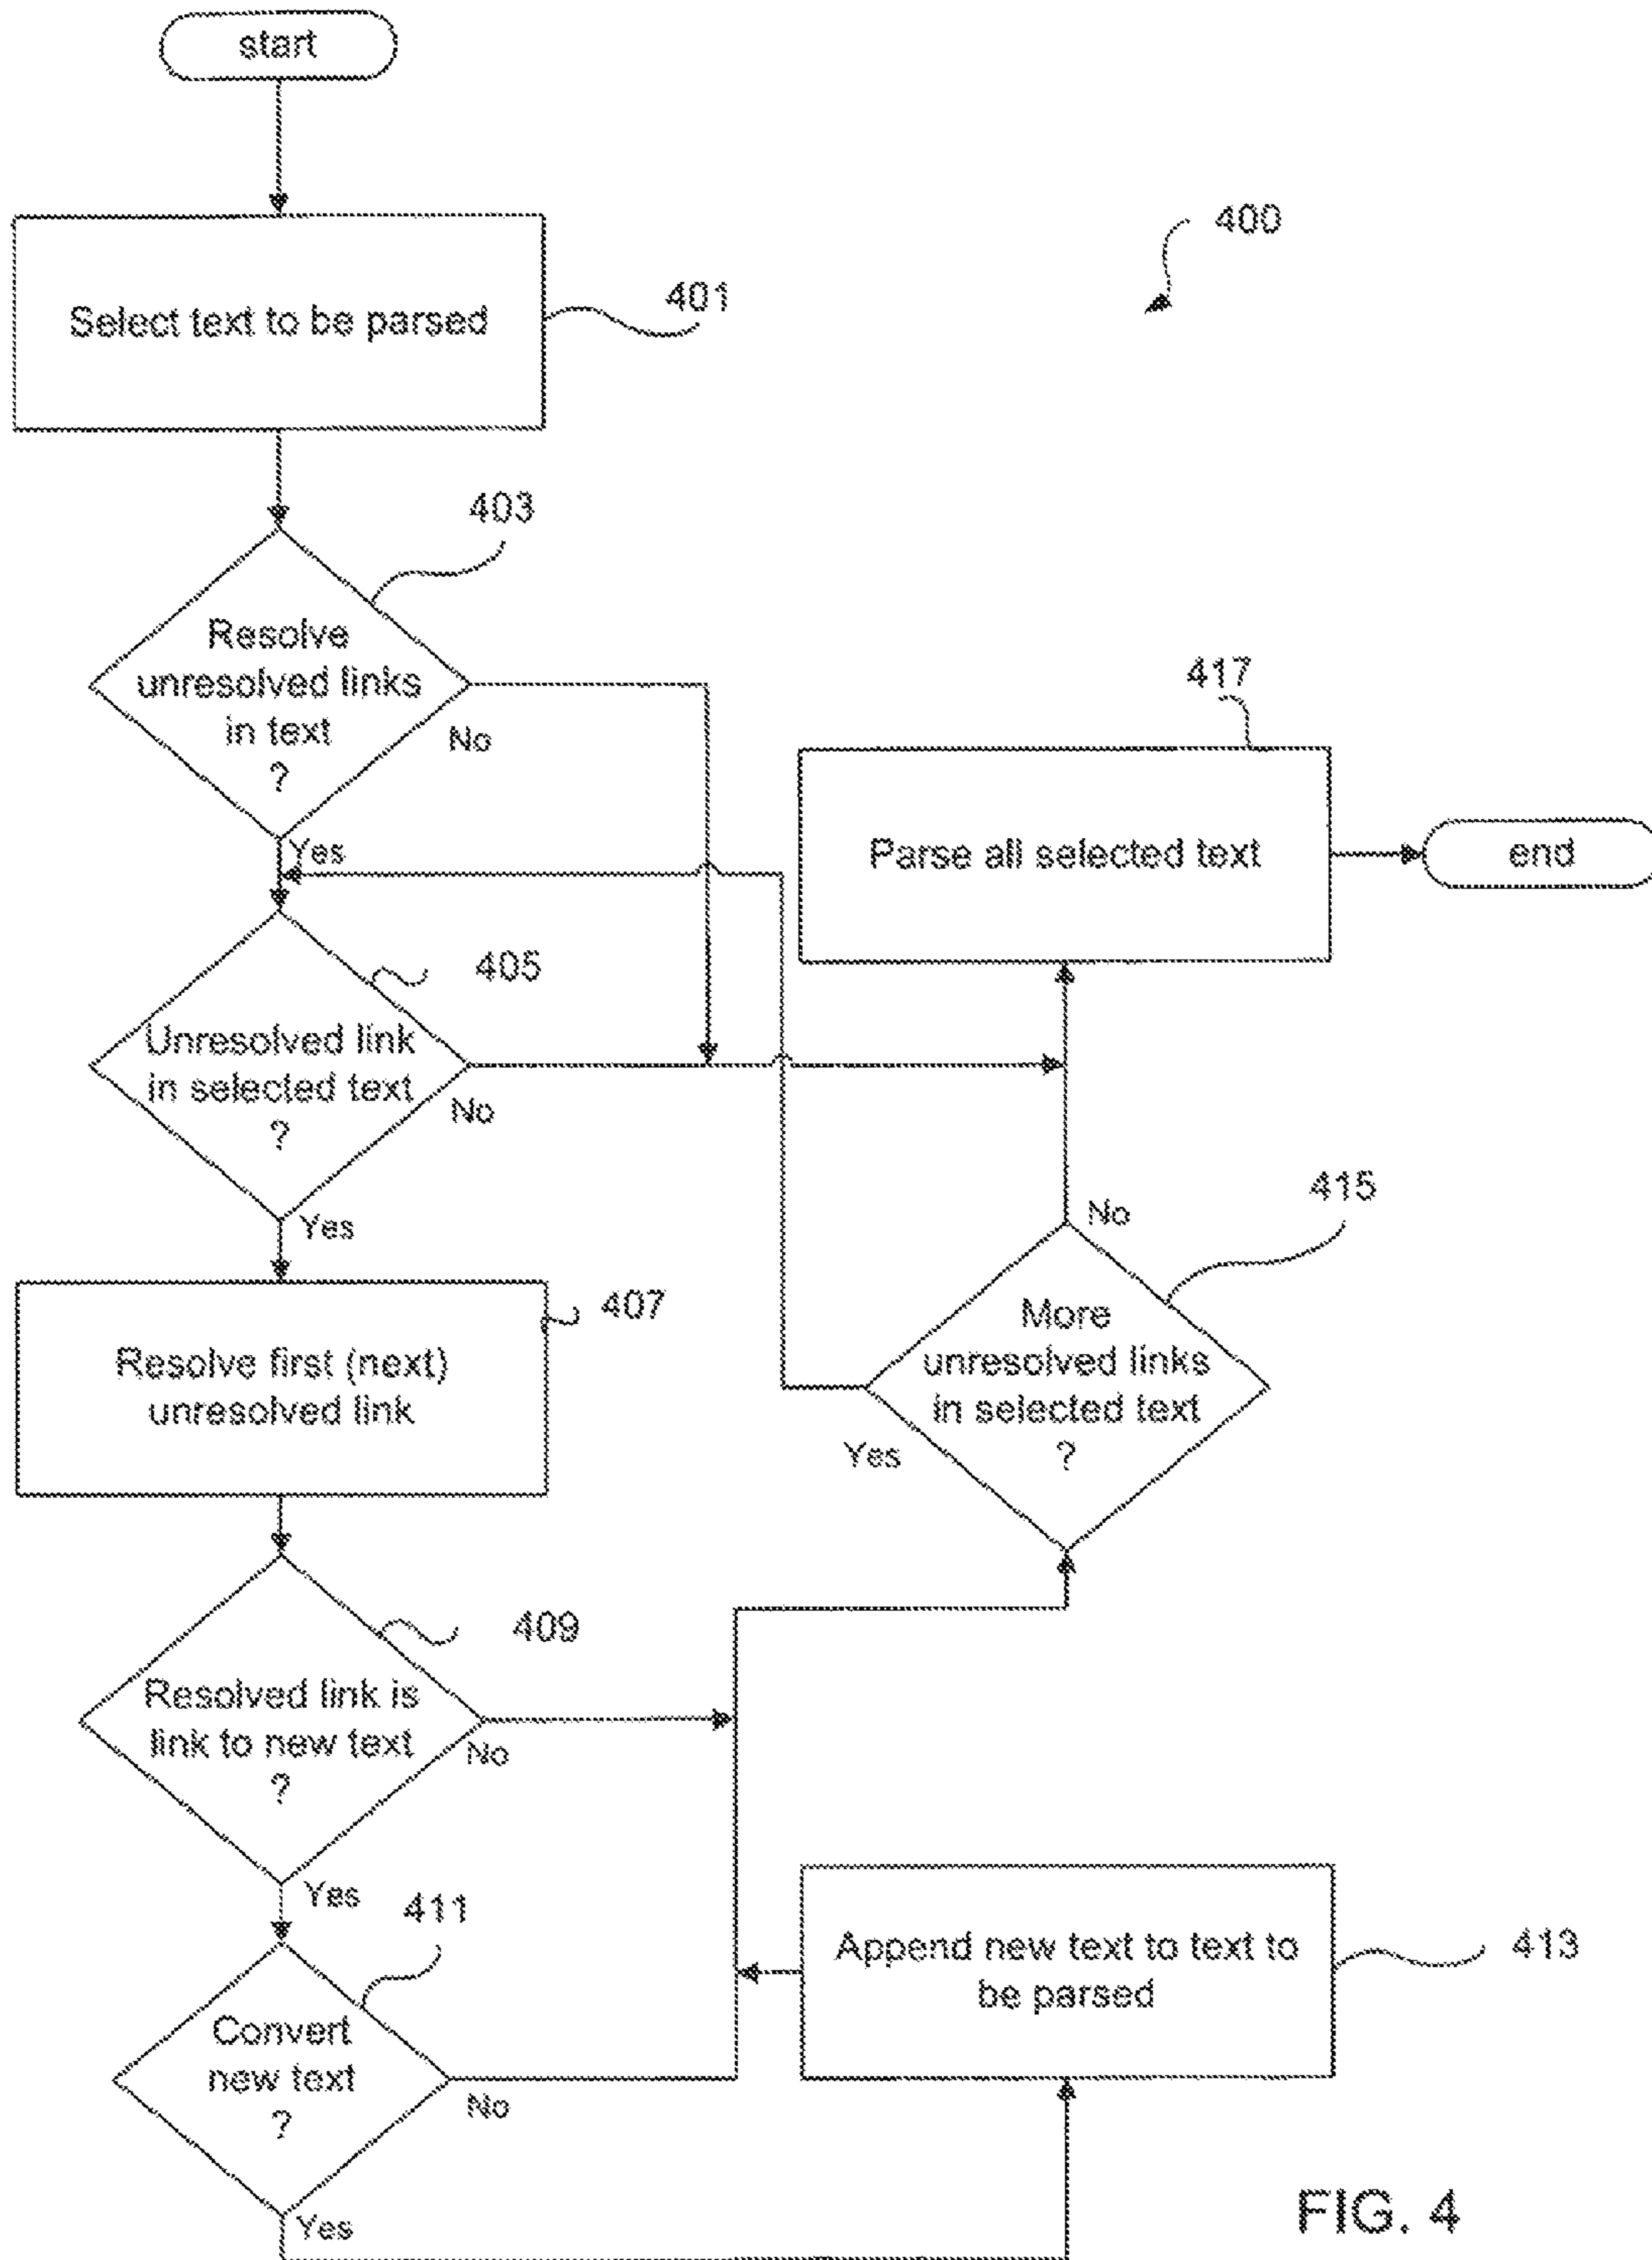 start
400
Select text to be parsed
401
403
Resolve
unresolved links
in text
?
No
Yes
417
Parse all selected text
end
405
Unresolved link
in selected text
?
No
Yes
415
No
More
unresolved links
in selected text
?
Yes
407
Resolve first (next)
unresolved link
409
Resolved link is
link to new text
?
No
Yes
411
Convert
new text
?
No
Yes
Append new text to text to
be parsed
413
FIG. 4